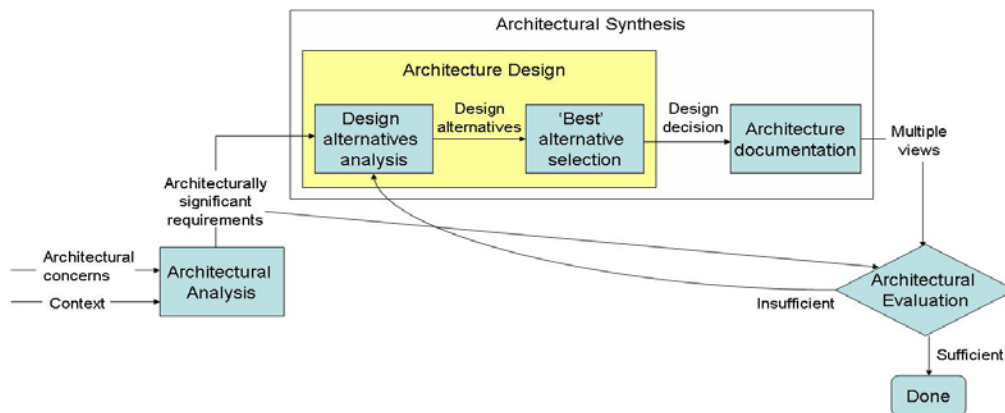 Architectural Synthesis
Architecture Design
Design
alternatives
analysis
Design
alternatives
‘Best’
alternative
selection
Design
decision
Architecture
documentation
Multiple
views
Architecturally
significant
requirements
Architectural
concerns
Context
Architectural
Analysis
Insufficient
Architectural
Evaluation
Sufficient
Done